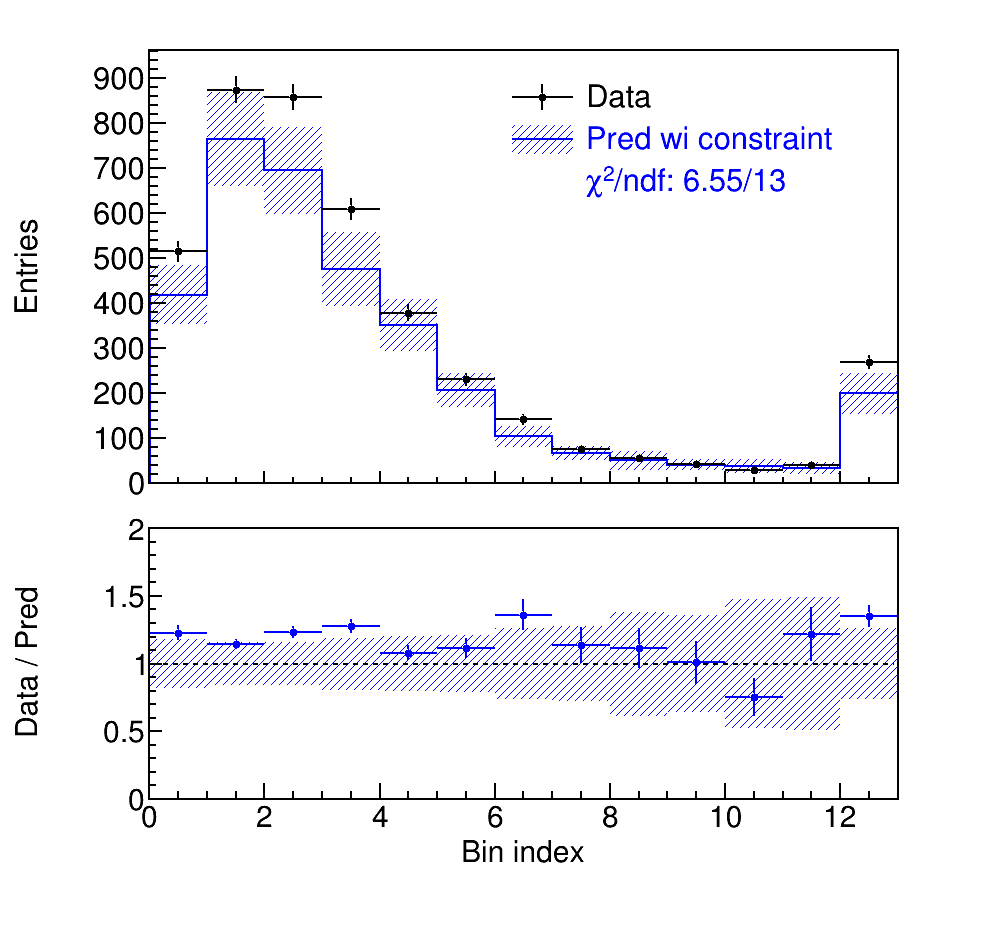 Entries
900
800
700
600
500
400
300
200
100
0
Data
Pred wi constraint
χ²/ndf: 6.55/13
Data / Pred
2
1.5
1
0.5
0
0 2 4 6 8 10 12
Bin index